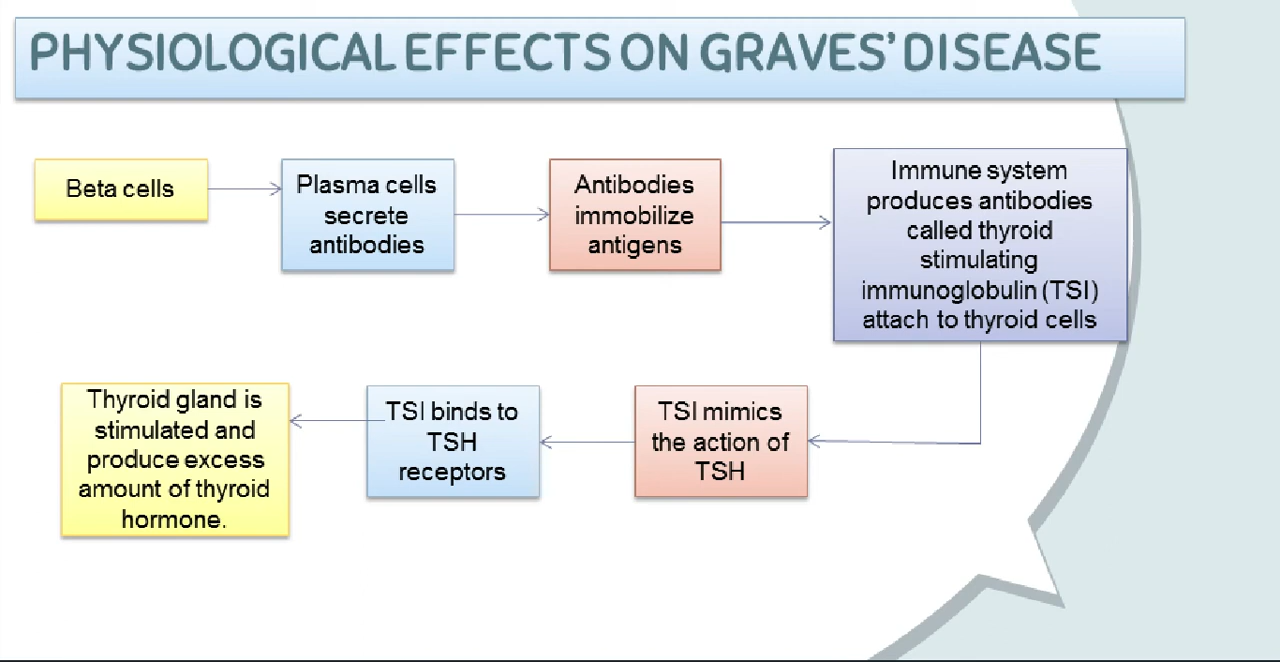 PHYSIOLOGICAL EFFECTS ON GRAVES' DISEASE
Beta cells
Plasma cells
secrete
antibodies
Antibodies
immobilize
antigens
Immune system
produces antibodies
called thyroid
stimulating
immunoglobulin (TSI)
attach to thyroid cells
TSI mimics
the action of
TSH
TSI binds to
TSH
receptors
Thyroid gland is
stimulated and
produce excess
amount of thyroid
hormone.